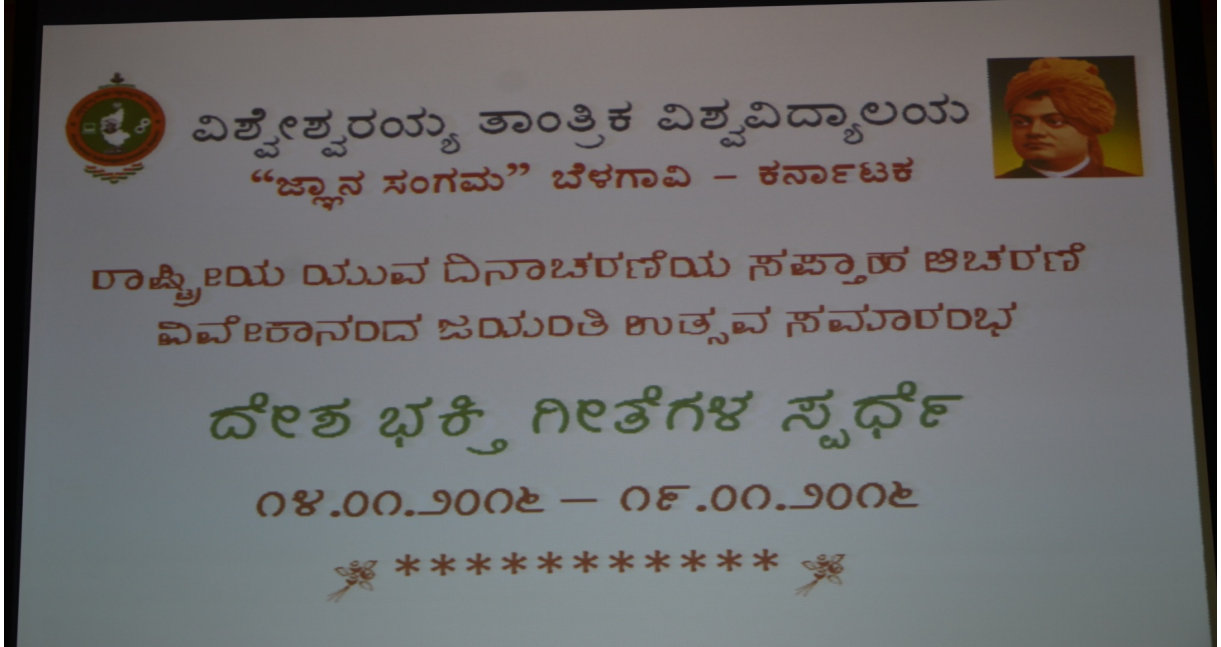 ವಿಶ್ವೇಶ್ವರಯ್ಯ ತಾಂತ್ರಿಕ ವಿಶ್ವವಿದ್ಯಾಲಯ
“ಜ್ಞಾನ ಸಂಗಮ” ಬೆಳಗಾವಿ – ಕರ್ನಾಟಕ
ರಾಷ್ಟ್ರೀಯ ಯುವ ದಿನಾಚರಣೆಯ ಸಪ್ತಾಹ ಆಚರಣೆ
ವಿವೇಕಾನಂದ ಜಯಂತಿ ಉತ್ಸವ ಸಮಾರಂಭ
ದೇಶ ಭಕ್ತಿ ಗೀತೆಗಳ ಸ್ಪರ್ಧೆ
೧೪.೦೧.೨೦೧೬ – ೧೯.೦೧.೨೦೧೬
***********